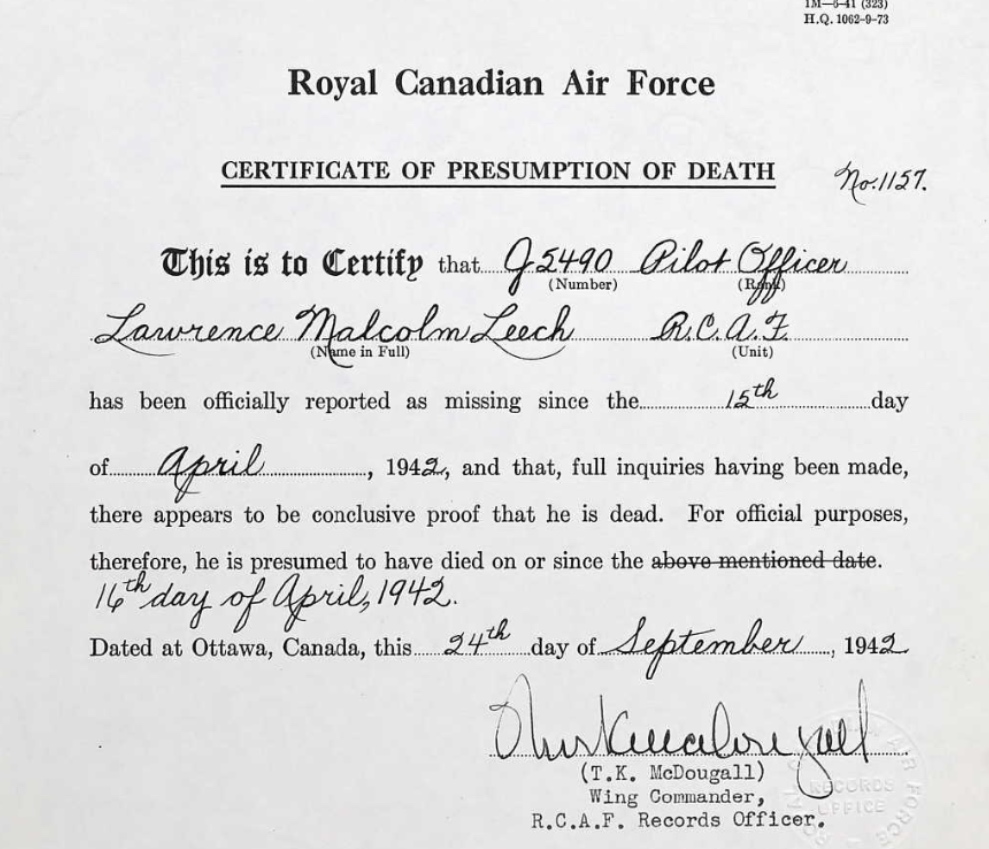 1M—6-41 (323)
H.Q. 1062-9-73
Royal Canadian Air Force
CERTIFICATE OF PRESUMPTION OF DEATH No. 1157.
This is to Certify that J5490 Pilot Officer
(Number) (Rank)
Lawrence Malcolm Leech R.C.A.F.
(Name in Full) (Unit)
has been officially reported as missing since the 15th day
of April, 1942, and that, full inquiries having been made,
there appears to be conclusive proof that he is dead. For official purposes,
therefore, he is presumed to have died on or since the above mentioned date.
16th day of April, 1942.
Dated at Ottawa, Canada, this 24th day of September, 1942
(T.K. McDougall)
Wing Commander,
R.C.A.F. Records Officer.
RECORDS
OFFICE